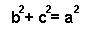 b²+ c²= a²